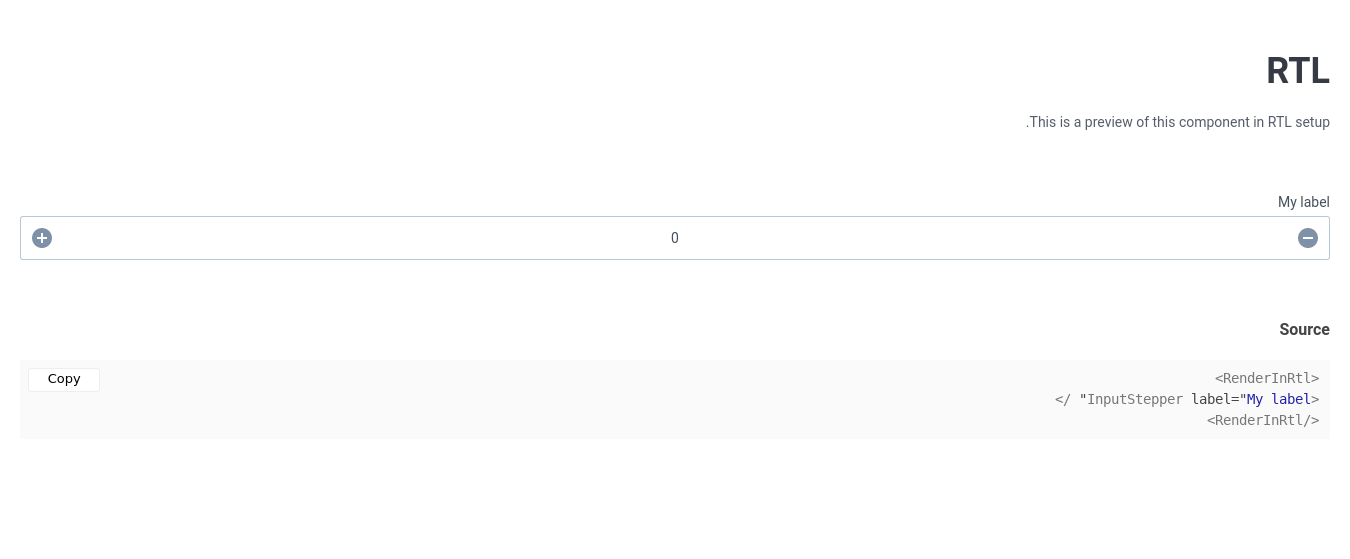 RTL
.This is a preview of this component in RTL setup
My label
0
Source
Copy
<RenderInRtl>
</ "InputStepper label="My label>
<RenderInRtl/>